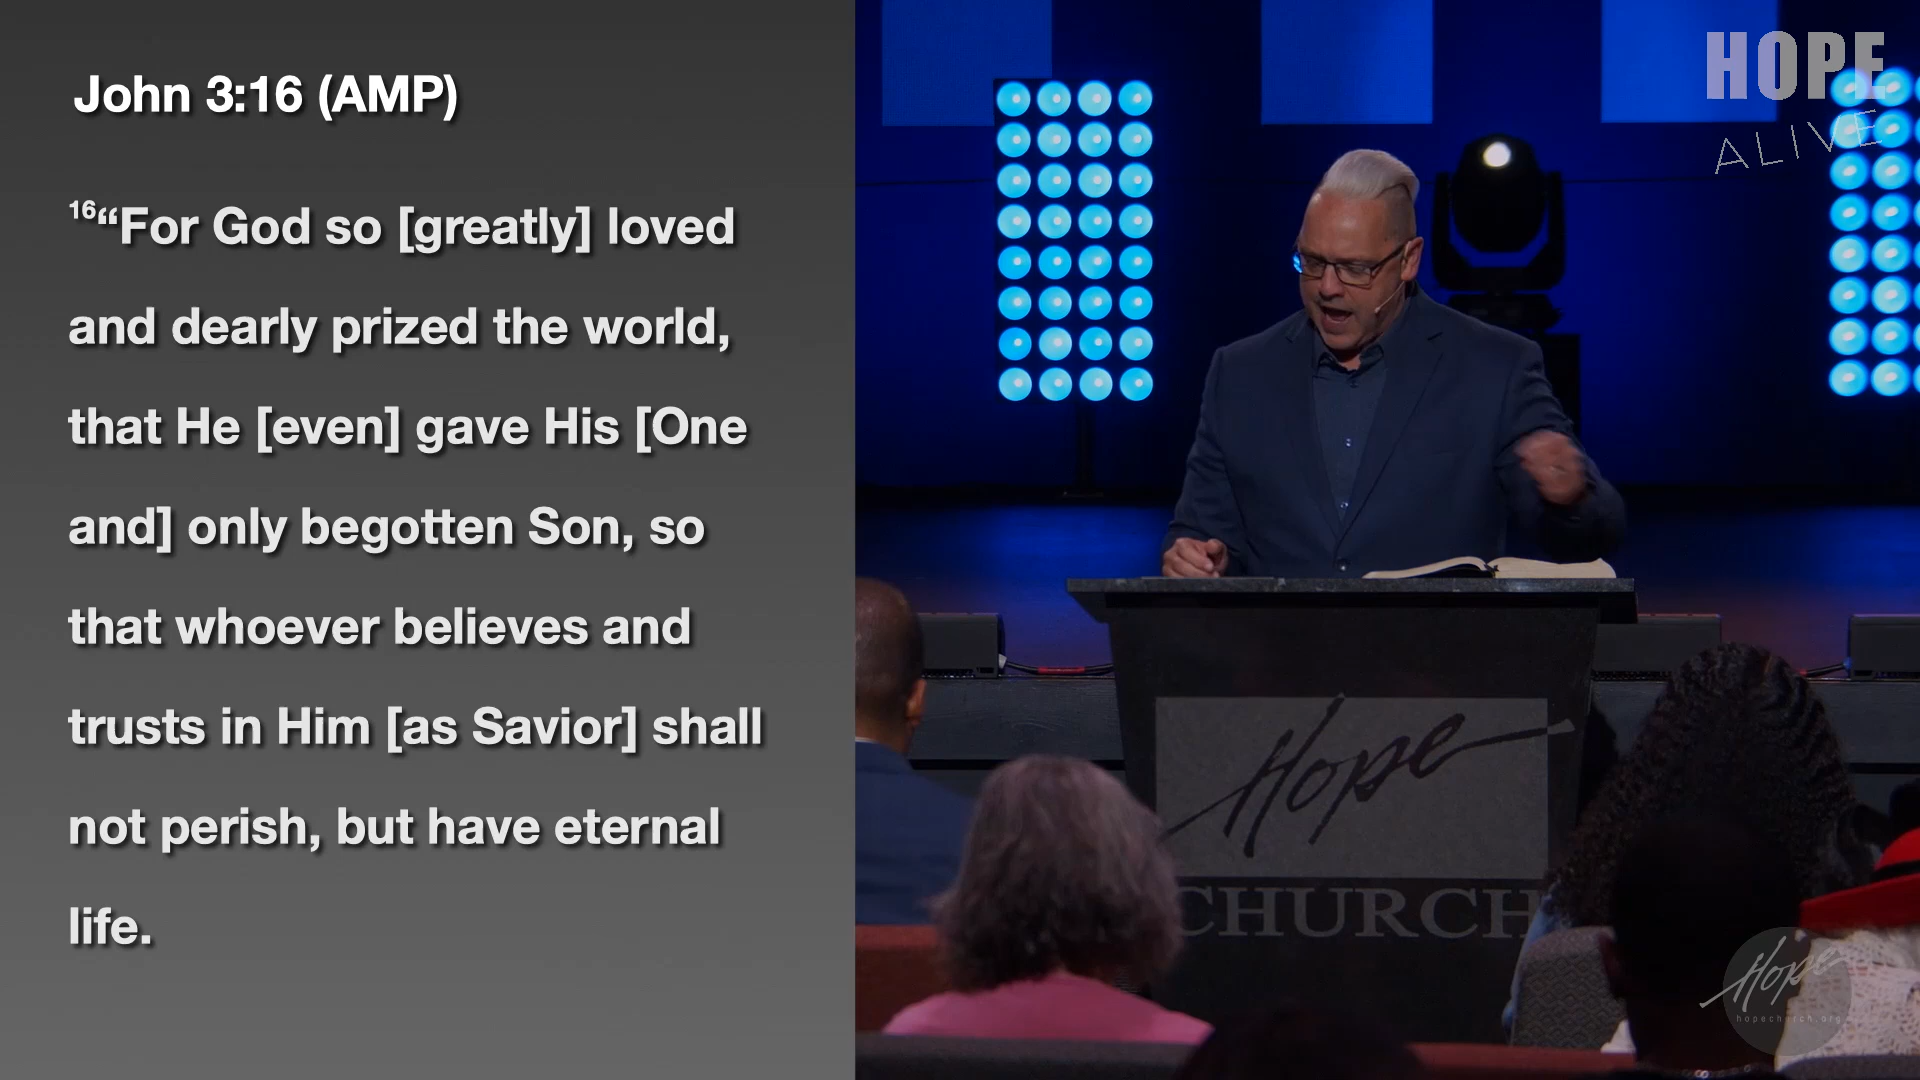 John 3:16 (AMP)
16“For God so [greatly] loved
and dearly prized the world,
that He [even] gave His [One
and] only begotten Son, so
that whoever believes and
trusts in Him [as Savior] shall
not perish, but have eternal
life.
HOPE
ALIVE
Hope
CHURCH
Hope
hopechurch.org